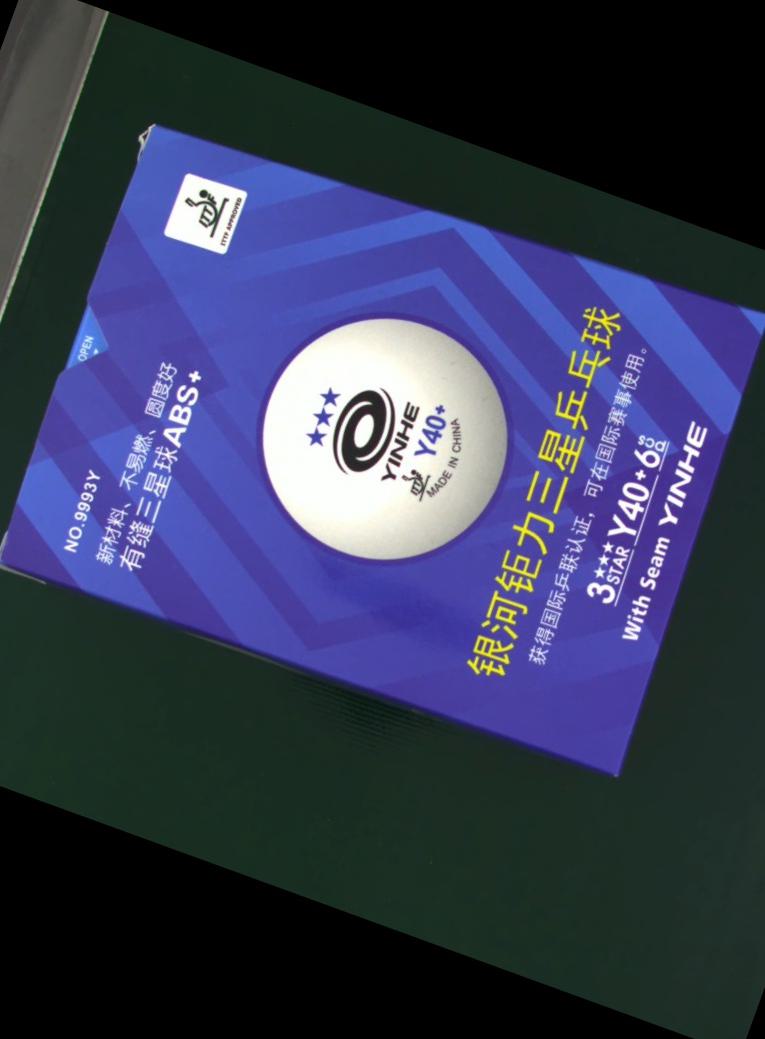 ITTF APPROVED
OPEN
NO.9993Y
新材料、不易燃、圆度好
有缝三星球ABS+
★★★
YINHE
Y40+
MADE IN CHINA
银河钜力三星乒乓球
获得国际乒联认证，可在国际赛事使用。
3★★★STAR Y40+ 6
With Seam YINHE